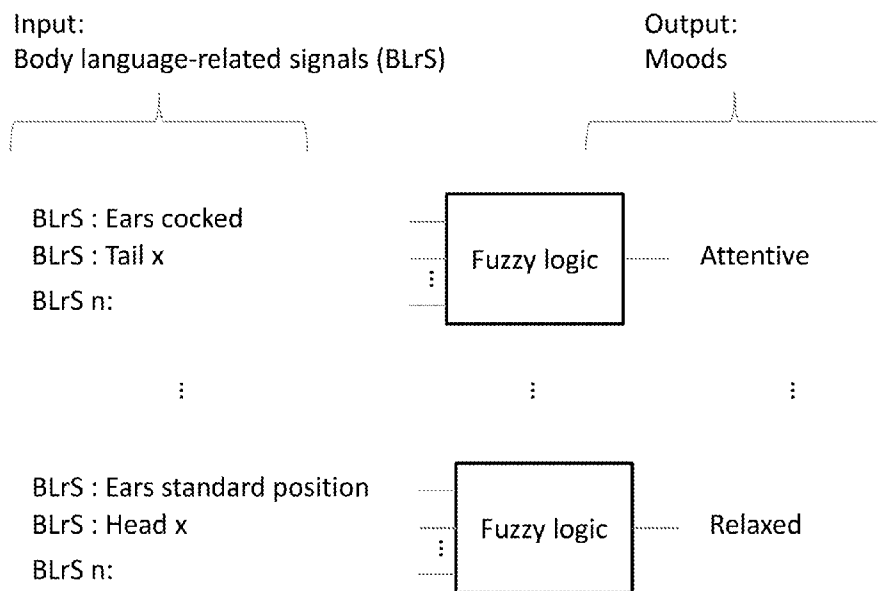 Input:
Body language-related signals (BLrS)
Output:
Moods
BLrS : Ears cocked
BLrS : Tail x
⋮
BLrS n:
Fuzzy logic
Attentive
⋮ ⋮ ⋮
BLrS : Ears standard position
BLrS : Head x
⋮
BLrS n:
Fuzzy logic
Relaxed